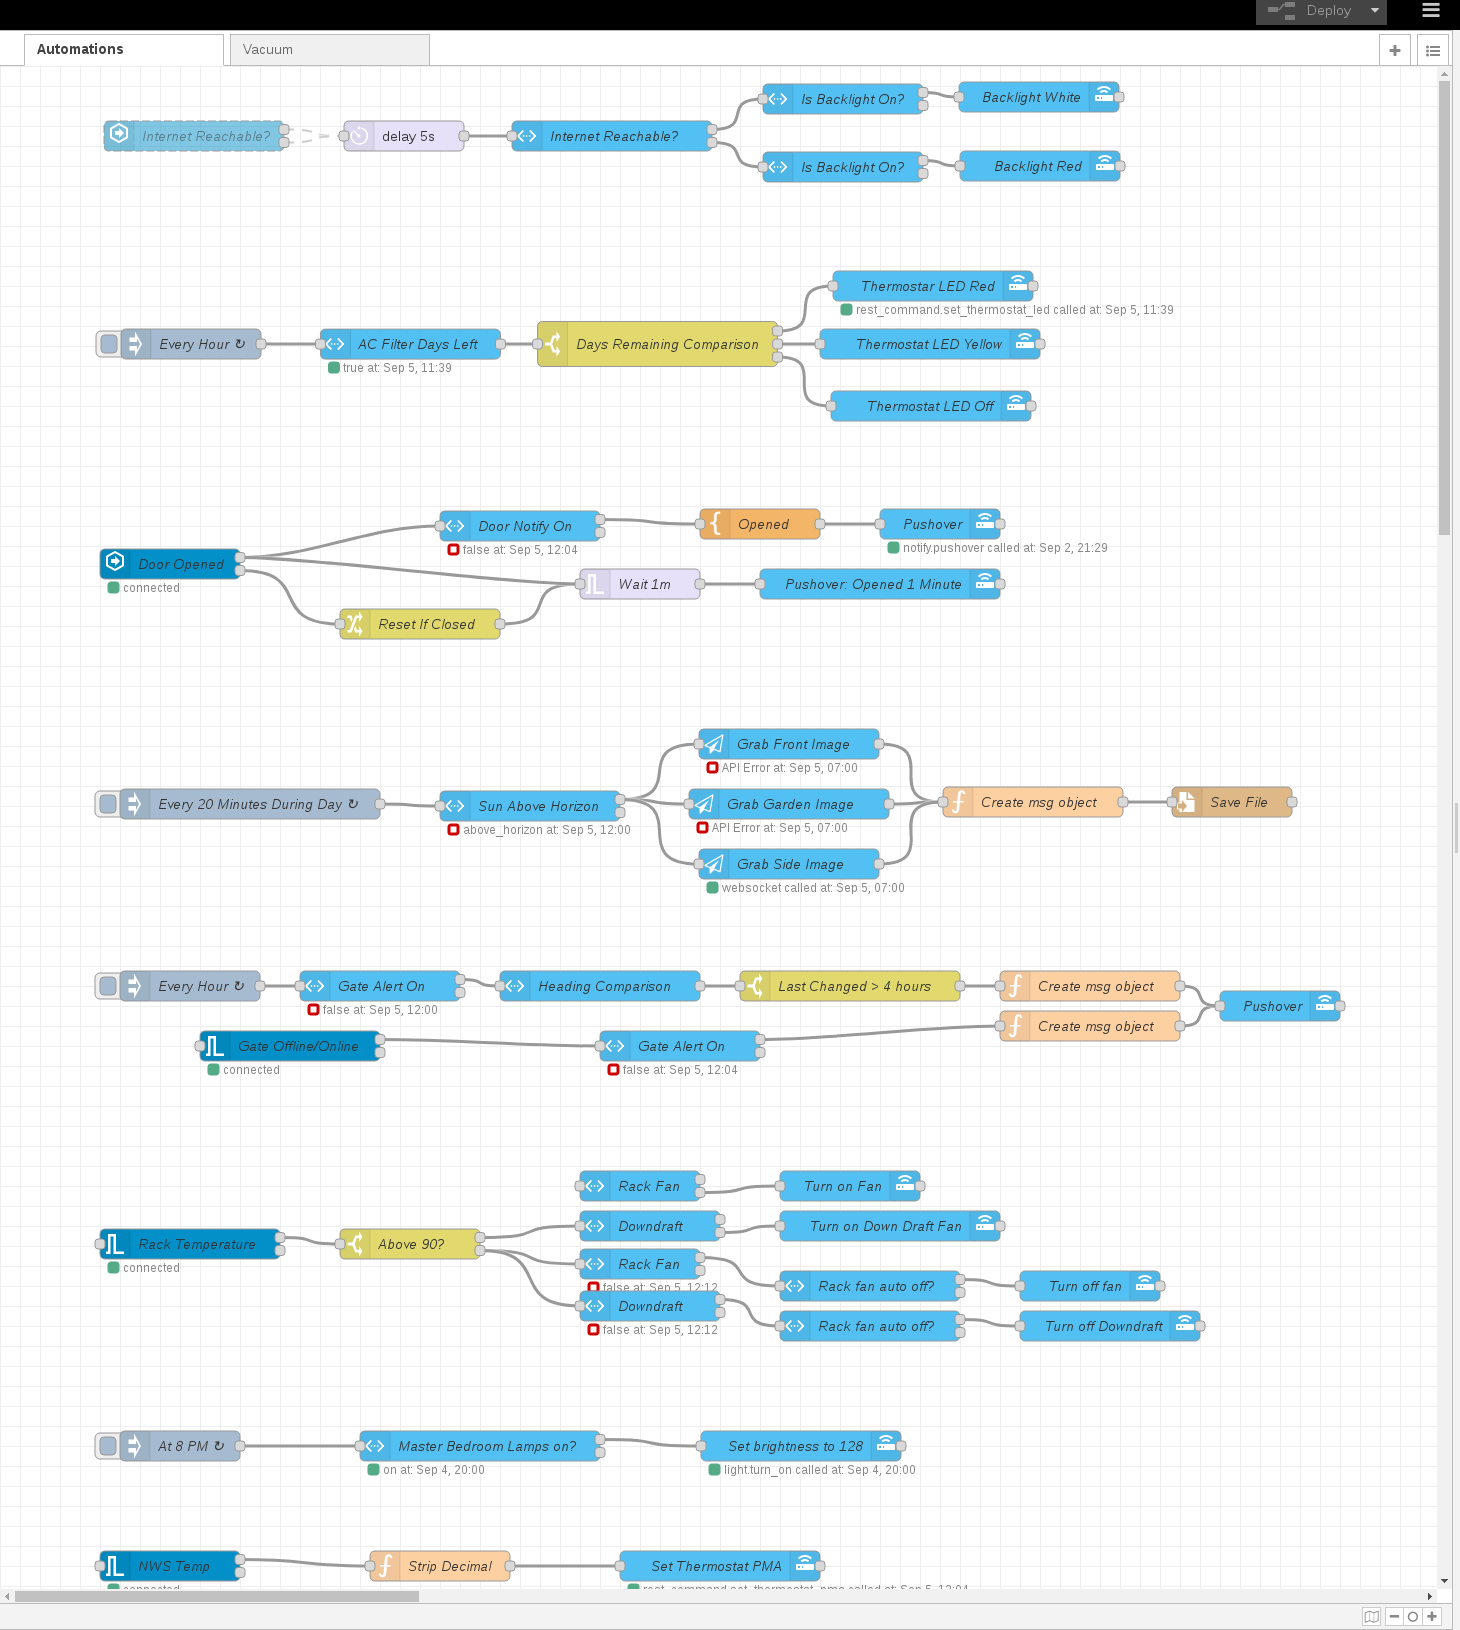 Deploy
Automations
Vacuum
Internet Reachable?
delay 5s
Internet Reachable?
Is Backlight On?
Backlight White
Is Backlight On?
Backlight Red
Thermostar LED Red
rest_command.set_thermostat_led called at: Sep 5, 11:39
Every Hour ↻
AC Filter Days Left
true at: Sep 5, 11:39
Days Remaining Comparison
Thermostat LED Yellow
Thermostat LED Off
Door Opened
connected
Door Notify On
false at: Sep 5, 12:04
Opened
Pushover
notify.pushover called at: Sep 2, 21:29
Wait 1m
Pushover: Opened 1 Minute
Reset If Closed
Every 20 Minutes During Day ↻
Sun Above Horizon
above_horizon at: Sep 5, 12:00
Grab Front Image
API Error at: Sep 5, 07:00
Grab Garden Image
API Error at: Sep 5, 07:00
Grab Side Image
websocket called at: Sep 5, 07:00
Create msg object
Save File
Every Hour ↻
Gate Alert On
false at: Sep 5, 12:00
Heading Comparison
Last Changed > 4 hours
Create msg object
Pushover
Gate Offline/Online
connected
Gate Alert On
false at: Sep 5, 12:04
Create msg object
Rack Temperature
connected
Above 90?
Rack Fan
Turn on Fan
Downdraft
Turn on Down Draft Fan
Rack Fan
false at: Sep 5, 12:12
Rack fan auto off?
Turn off fan
Downdraft
false at: Sep 5, 12:12
Rack fan auto off?
Turn off Downdraft
At 8 PM ↻
Master Bedroom Lamps on?
on at: Sep 4, 20:00
Set brightness to 128
light.turn_on called at: Sep 4, 20:00
NWS Temp
connected
Strip Decimal
Set Thermostat PMA
rest_command.set_thermostat_pma called at: Sep 5, 12:04